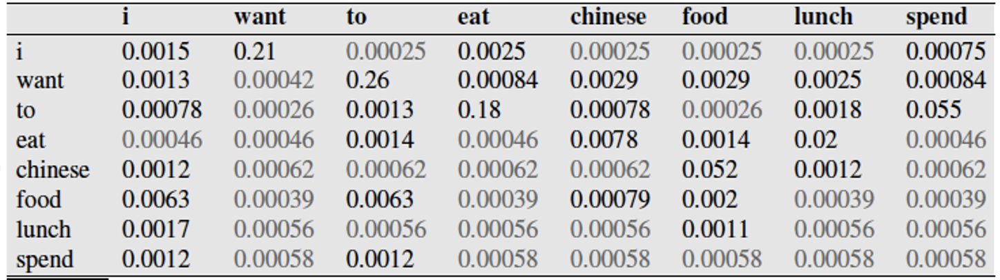 i want to eat chinese food lunch spend
i 0.0015 0.21 0.00025 0.0025 0.00025 0.00025 0.00025 0.00075
want 0.0013 0.00042 0.26 0.00084 0.0029 0.0029 0.0025 0.00084
to 0.00078 0.00026 0.0013 0.18 0.00078 0.00026 0.0018 0.055
eat 0.00046 0.00046 0.0014 0.00046 0.0078 0.0014 0.02 0.00046
chinese 0.0012 0.00062 0.00062 0.00062 0.00062 0.052 0.0012 0.00062
food 0.0063 0.00039 0.0063 0.00039 0.00079 0.002 0.00039 0.00039
lunch 0.0017 0.00056 0.00056 0.00056 0.00056 0.0011 0.00056 0.00056
spend 0.0012 0.00058 0.0012 0.00058 0.00058 0.00058 0.00058 0.00058